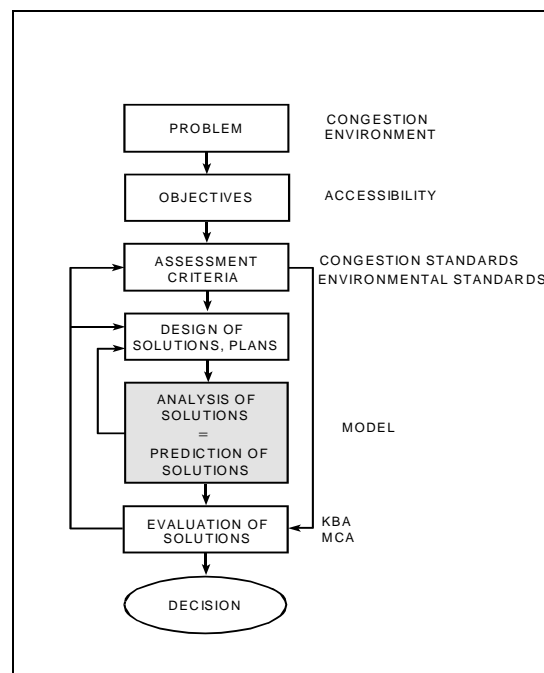 PROBLEM
CONGESTION
ENVIRONMENT
OBJECTIVES
ACCESSIBILITY
ASSESSMENT
CRITERIA
CONGESTION STANDARDS
ENVIRONMENTAL STANDARDS
DESIGN OF
SOLUTIONS, PLANS
ANALYSIS OF
SOLUTIONS
=
PREDICTION OF
SOLUTIONS
MODEL
EVALUATION OF
SOLUTIONS
KBA
MCA
DECISION